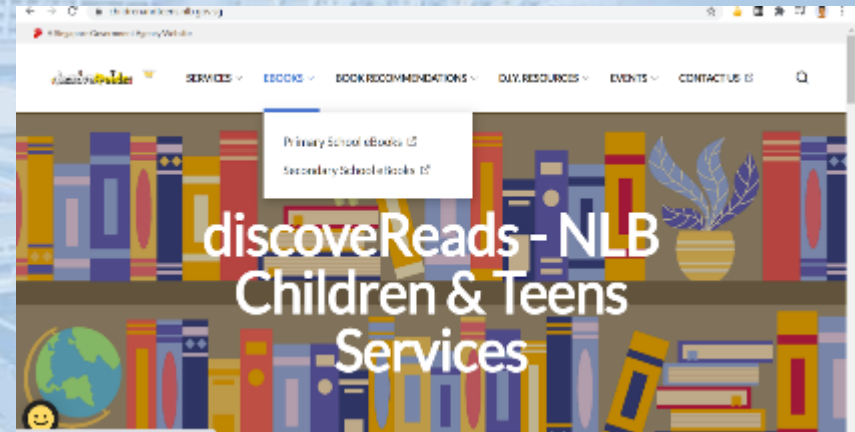 A Singapore Government Agency Website
SERVICES EBOOKS BOOK RECOMMENDATIONS D.I.Y. RESOURCES EVENTS CONTACT US
Primary School eBooks
Secondary School eBooks
discoveReads - NLB
Children & Teens
Services